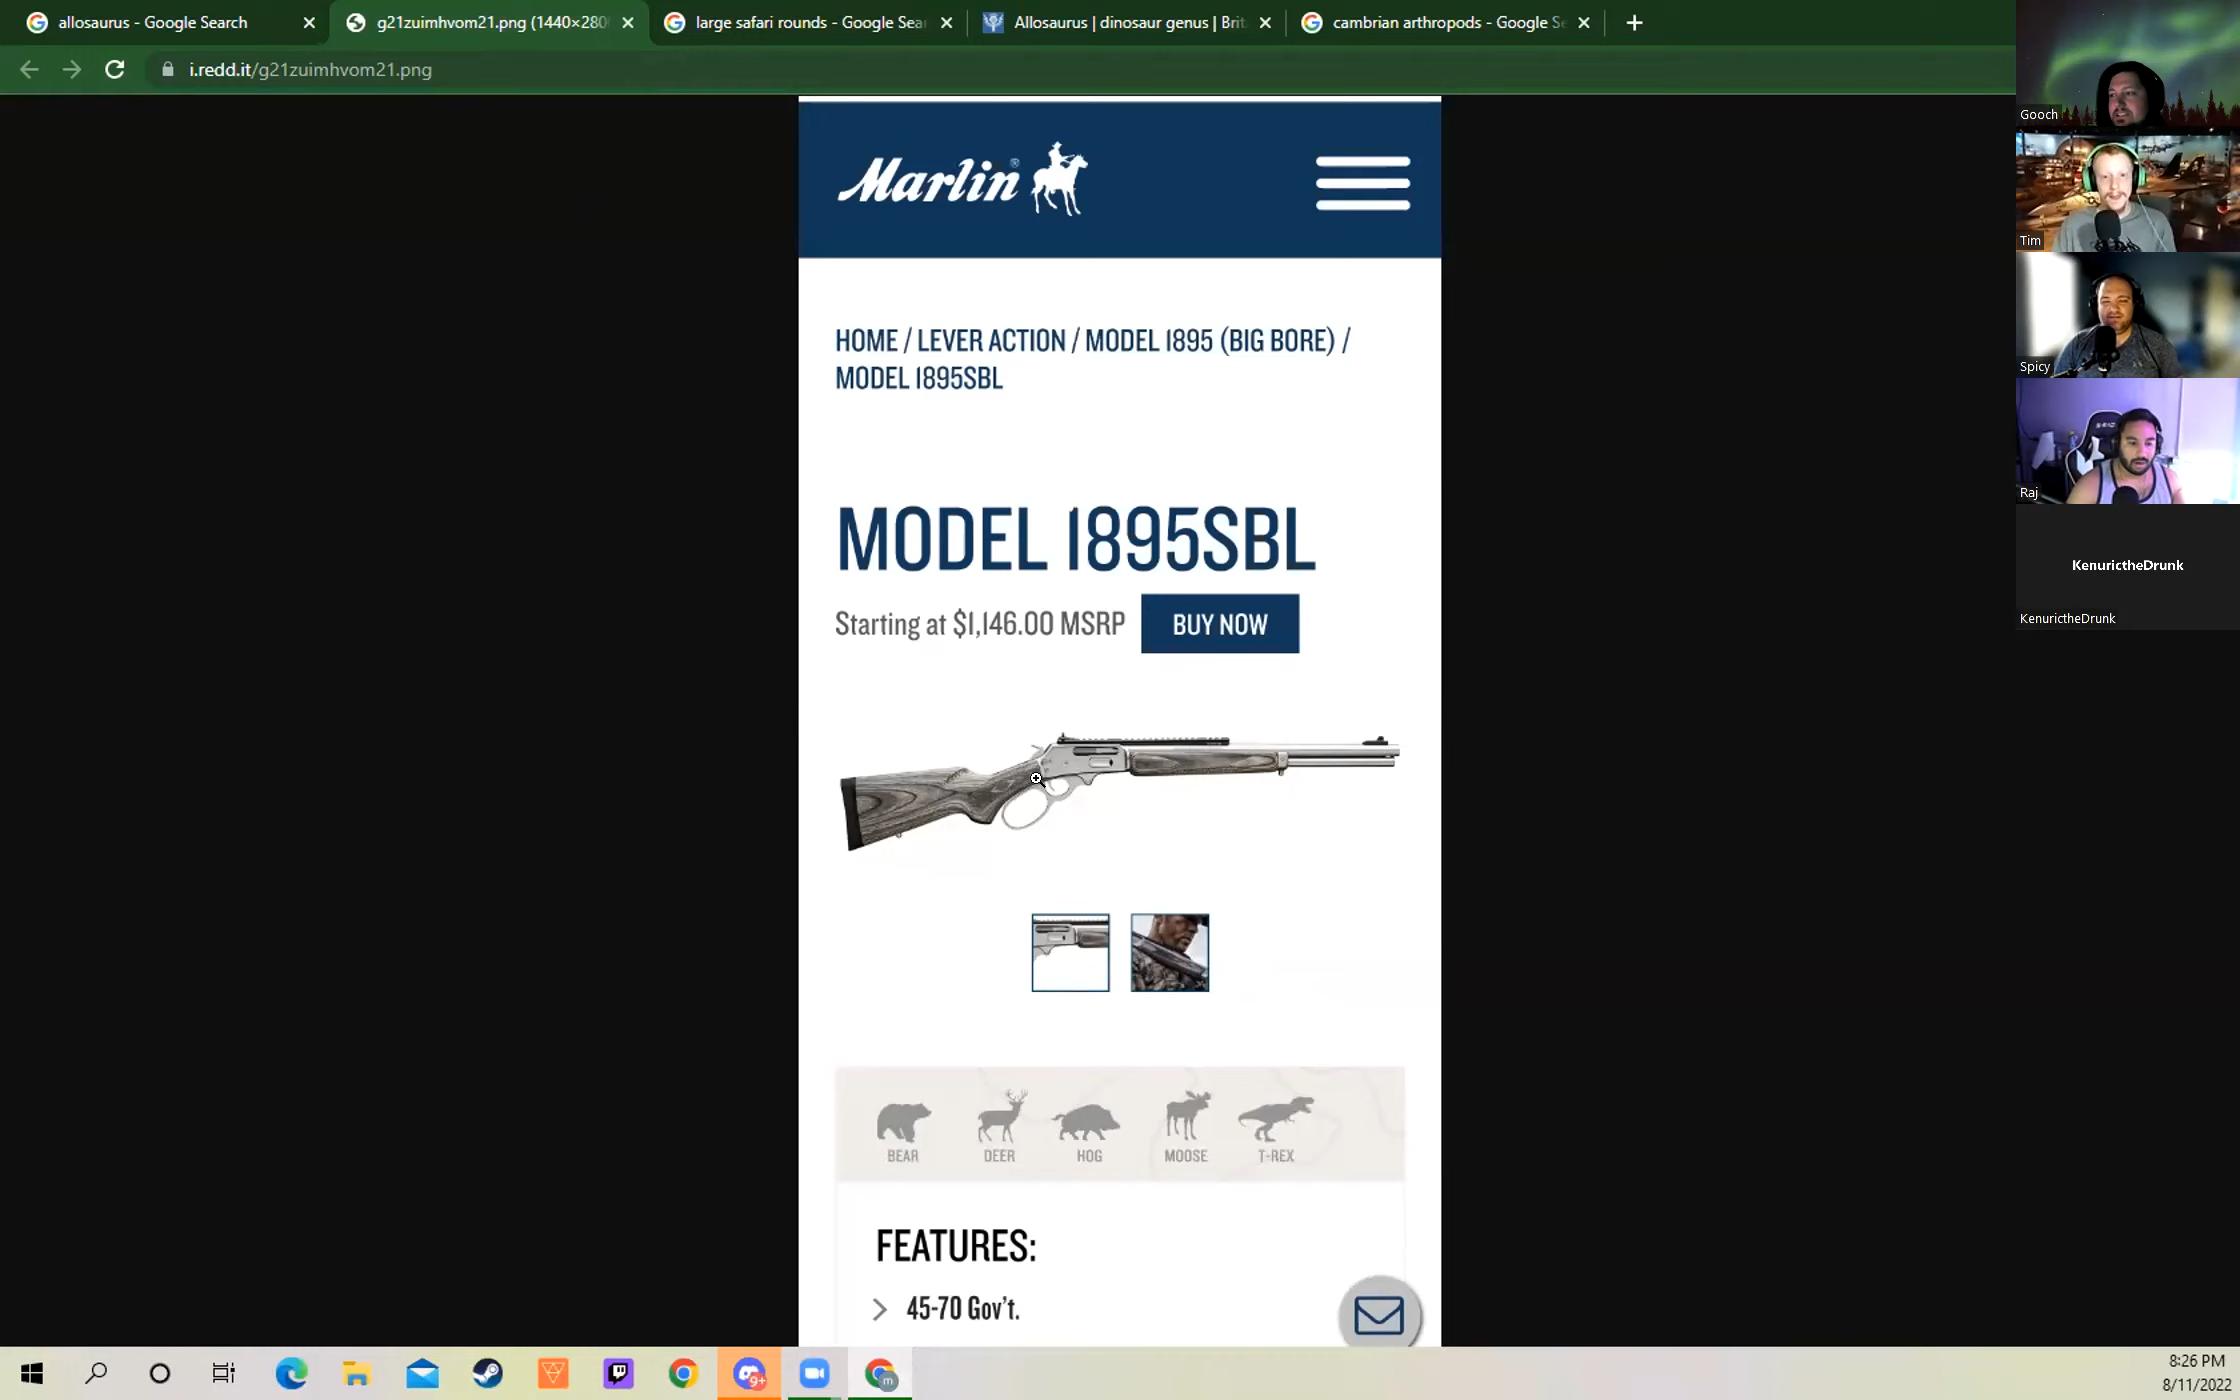 allosaurus - Google Search
g21zuimhvom21.png (1440×280
large safari rounds - Google Sear
Allosaurus | dinosaur genus | Brit
cambrian arthropods - Google Se
i.redd.it/g21zuimhvom21.png
Marlin®
HOME / LEVER ACTION / MODEL 1895 (BIG BORE) /
MODEL 1895SBL
MODEL 1895SBL
Starting at $1,146.00 MSRP
BUY NOW
BEAR
DEER
HOG
MOOSE
T-REX
FEATURES:
45-70 Gov't.
Gooch
Tim
Spicy
Raj
KenurictheDrunk
KenurictheDrunk
9+
m
8:26 PM
8/11/2022